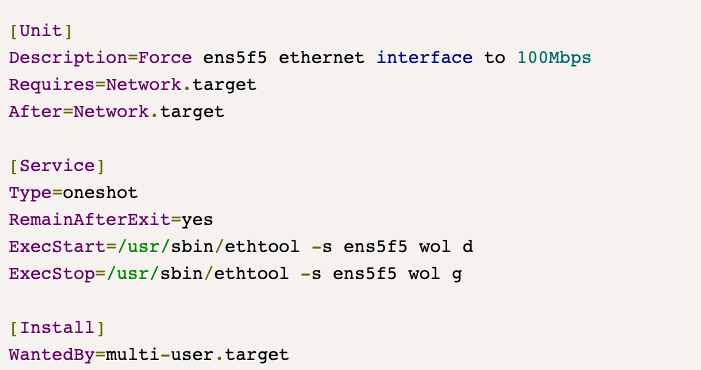 [Unit]
Description=Force ens5f5 ethernet interface to 100Mbps
Requires=Network.target
After=Network.target
[Service]
Type=oneshot
RemainAfterExit=yes
ExecStart=/usr/sbin/ethtool -s ens5f5 wol d
ExecStop=/usr/sbin/ethtool -s ens5f5 wol g
[Install]
WantedBy=multi-user.target